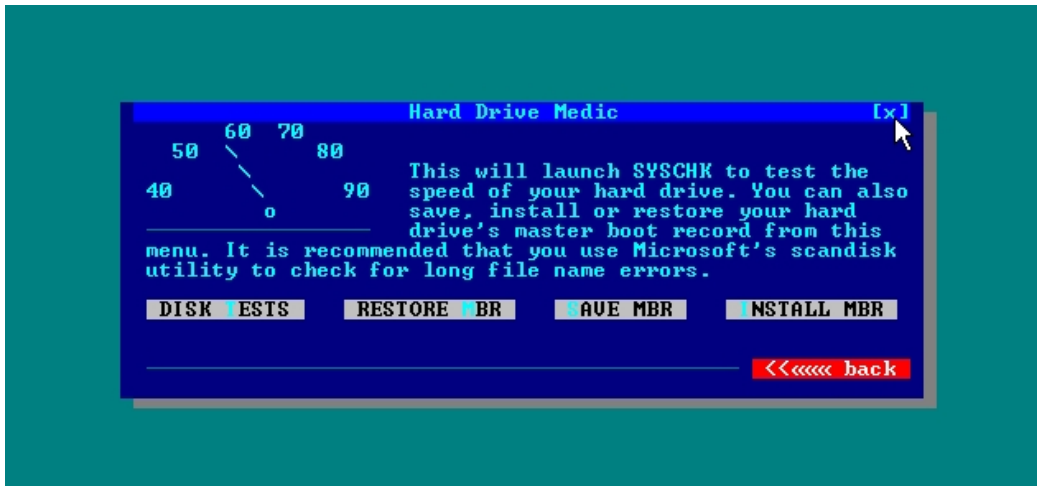 Hard Drive Medic [x]
60 70
50 80
This will launch SYSCHK to test the
40 90 speed of your hard drive. You can also
o save, install or restore your hard
drive's master boot record from this
menu. It is recommended that you use Microsoft's scandisk
utility to check for long file name errors.
DISK TESTS RESTORE MBR SAVE MBR INSTALL MBR
<<««« back